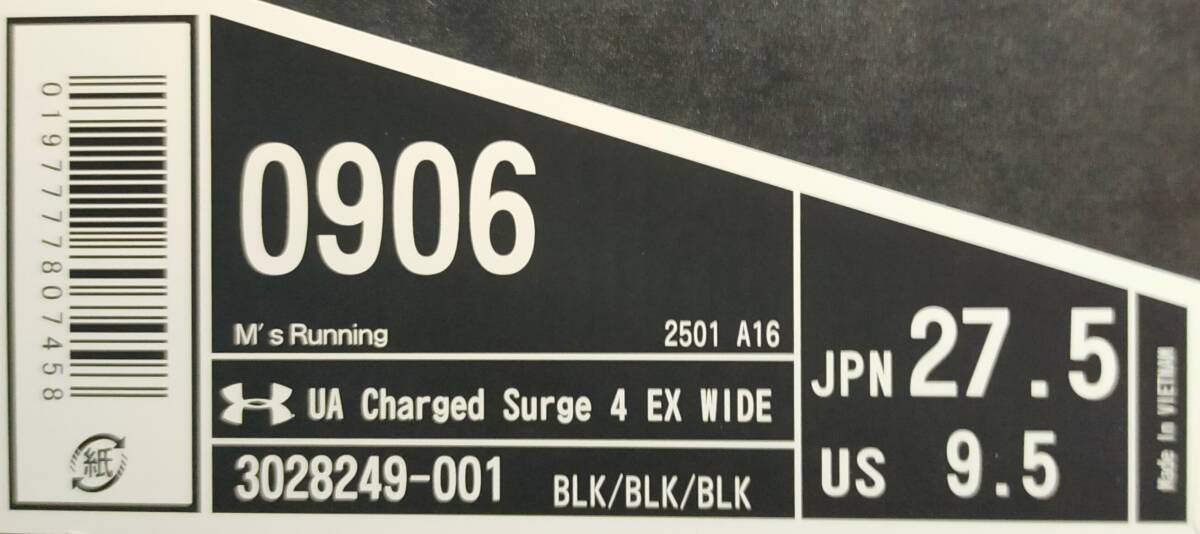 0197777807458
紙
0906
M's Running 2501 A16
UA Charged Surge 4 EX WIDE
3028249-001 BLK/BLK/BLK
JPN 27.5
US 9.5
Made in VIETNAM